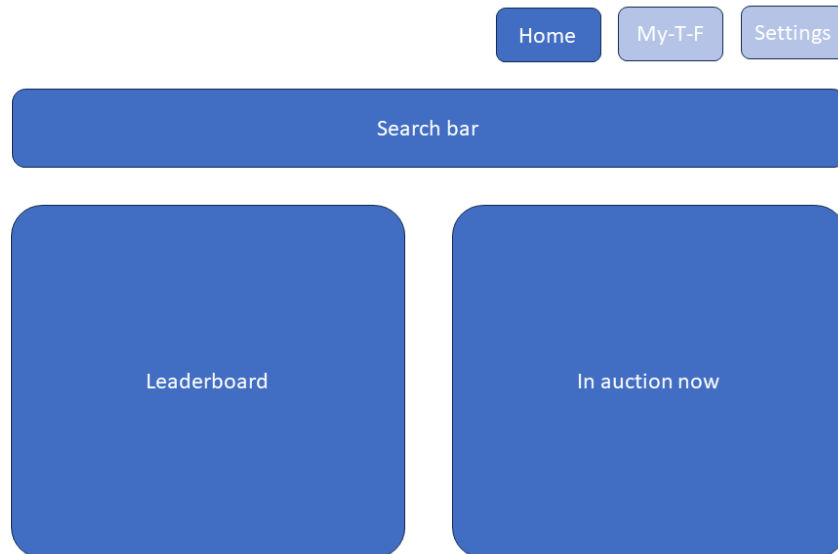 Home
My-T-F
Settings
Search bar
Leaderboard
In auction now